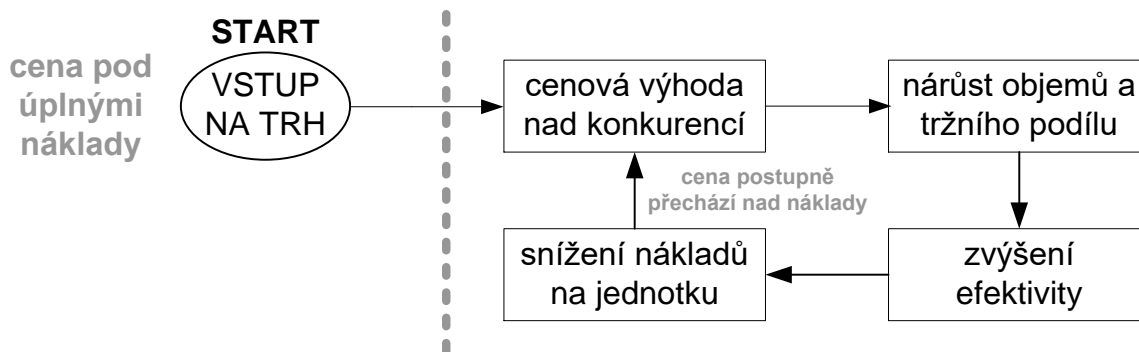 START
cena pod
úplnými
náklady
VSTUP
NA TRH
cenová výhoda
nad konkurencí
nárůst objemů a
tržního podílu
cena postupně
přechází nad náklady
snížení nákladů
na jednotku
zvýšení
efektivity